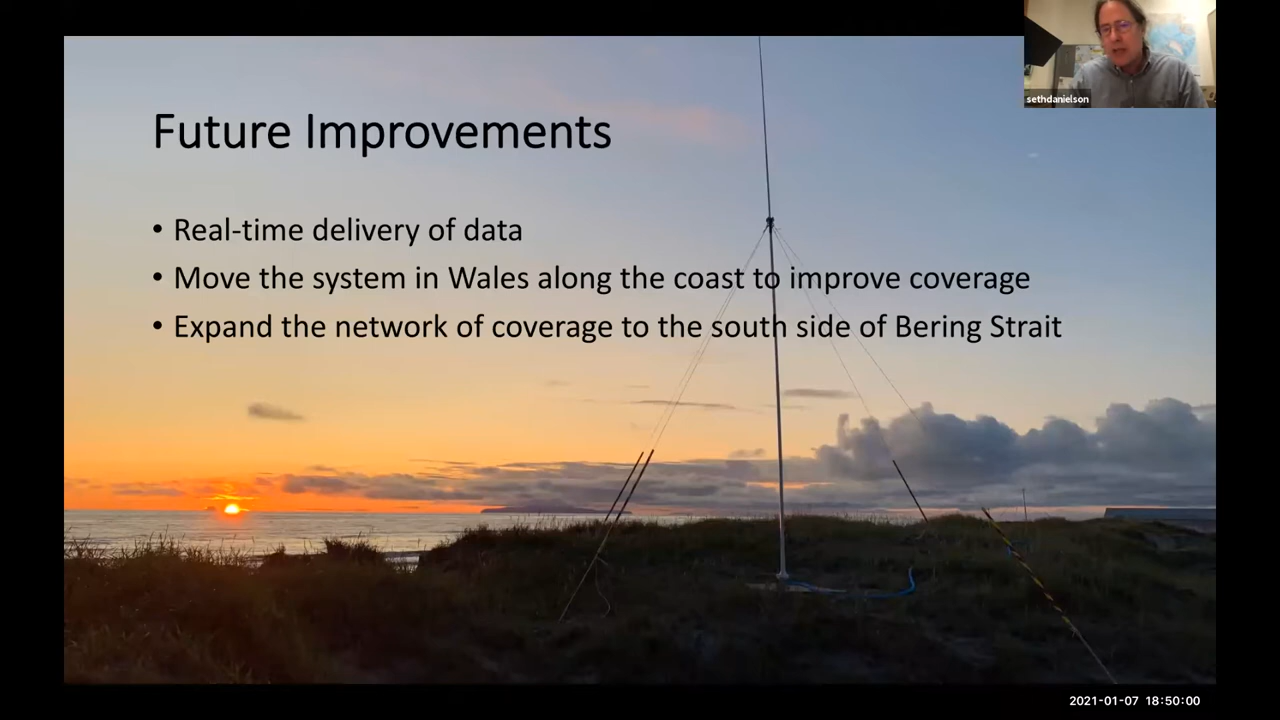 sethdanielson
Future Improvements
• Real-time delivery of data
• Move the system in Wales along the coast to improve coverage
• Expand the network of coverage to the south side of Bering Strait
2021-01-07 18:50:00